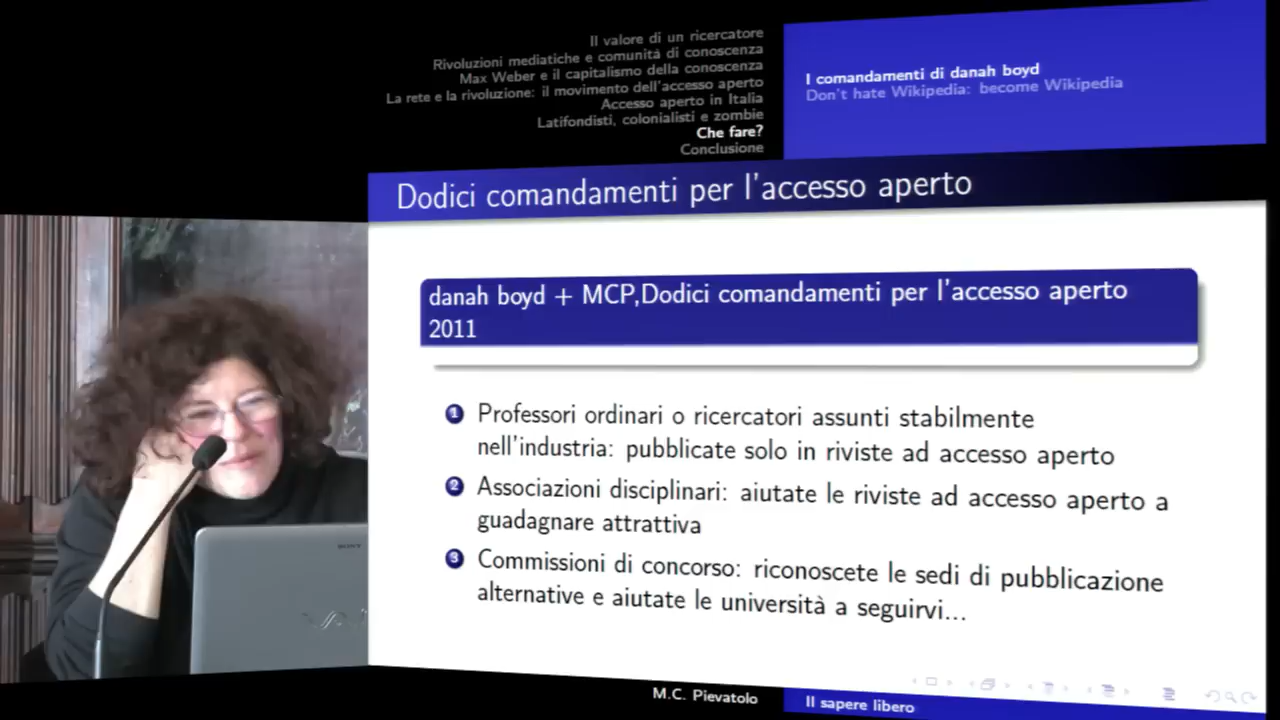 Il valore di un ricercatore
Rivoluzioni mediatiche e comunità di conoscenza
Max Weber e il capitalismo della conoscenza
La rete e la rivoluzione: il movimento dell'accesso aperto
Accesso aperto in Italia
Latifondisti, colonialisti e zombie
Che fare?
Conclusione
I comandamenti di danah boyd
Don't hate Wikipedia: become Wikipedia
Dodici comandamenti per l'accesso aperto
danah boyd + MCP,Dodici comandamenti per l'accesso aperto
2011
1 Professori ordinari o ricercatori assunti stabilmente
nell'industria: pubblicate solo in riviste ad accesso aperto
2 Associazioni disciplinari: aiutate le riviste ad accesso aperto a
guadagnare attrattiva
3 Commissioni di concorso: riconoscete le sedi di pubblicazione
alternative e aiutate le università a seguirvi...
SONY
VAIO
M.C. Pievatolo
Il sapere libero